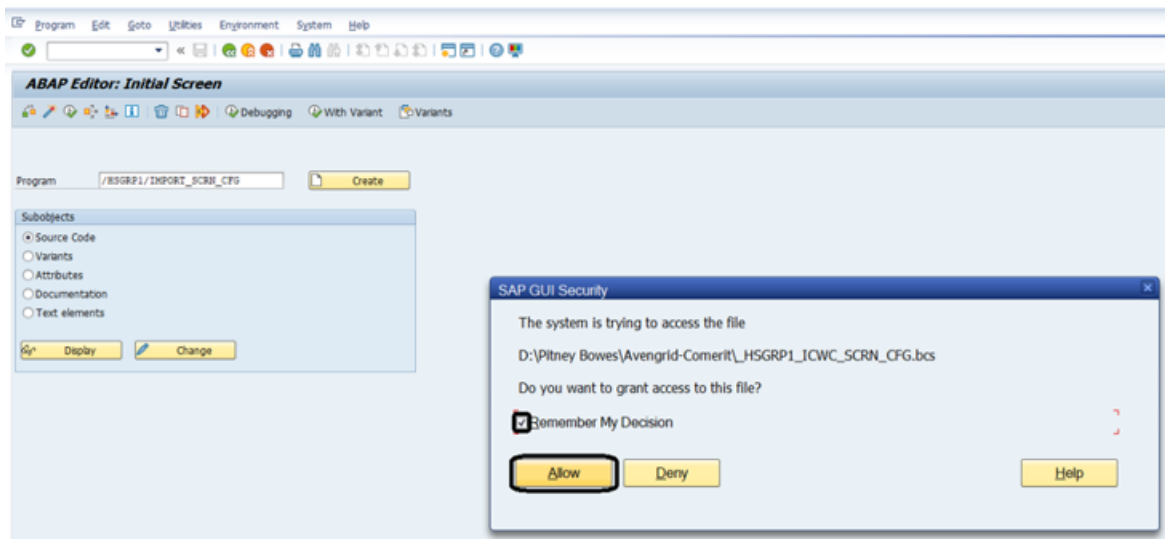 Program Edit Goto Utilities Environment System Help
ABAP Editor: Initial Screen
Debugging With Variant Variants
Program /HSGRP1/IMPORT_SCRN_CFG Create
Subobjects
Source Code
Variants
Attributes
Documentation
Text elements
Display Change
SAP GUI Security
The system is trying to access the file
D:\Pitney Bowes\Avengrid-Comerit\_HSGRP1_ICWC_SCRN_CFG.bcs
Do you want to grant access to this file?
Remember My Decision
Allow Deny Help